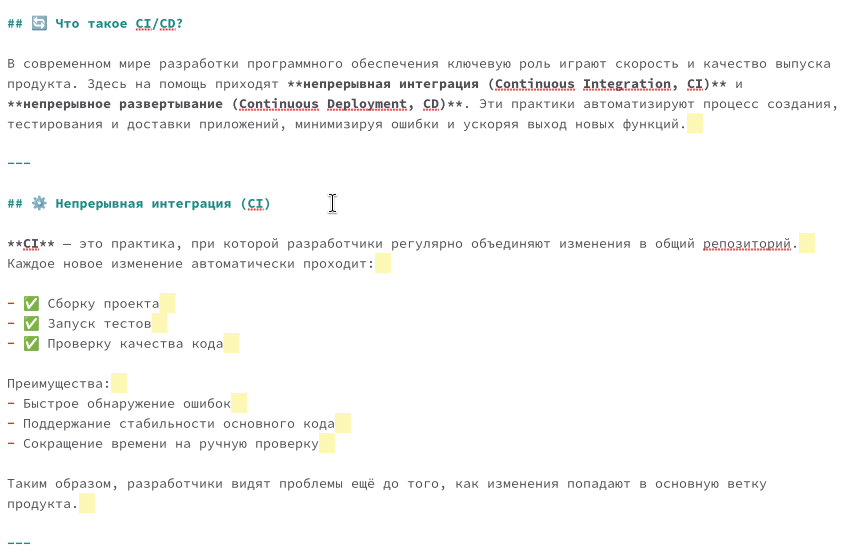 ## 🔄 Что такое CI/CD?
В современном мире разработки программного обеспечения ключевую роль играют скорость и качество выпуска
продукта. Здесь на помощь приходят **непрерывная интеграция (Continuous Integration, CI)** и
**непрерывное развертывание (Continuous Deployment, CD)**. Эти практики автоматизируют процесс создания,
тестирования и доставки приложений, минимизируя ошибки и ускоряя выход новых функций.
---
## ⚙️ Непрерывная интеграция (CI)
**CI** — это практика, при которой разработчики регулярно объединяют изменения в общий репозиторий.
Каждое новое изменение автоматически проходит:
- ✅ Сборку проекта
- ✅ Запуск тестов
- ✅ Проверку качества кода
Преимущества:
- Быстрое обнаружение ошибок
- Поддержание стабильности основного кода
- Сокращение времени на ручную проверку
Таким образом, разработчики видят проблемы ещё до того, как изменения попадают в основную ветку
продукта.
---